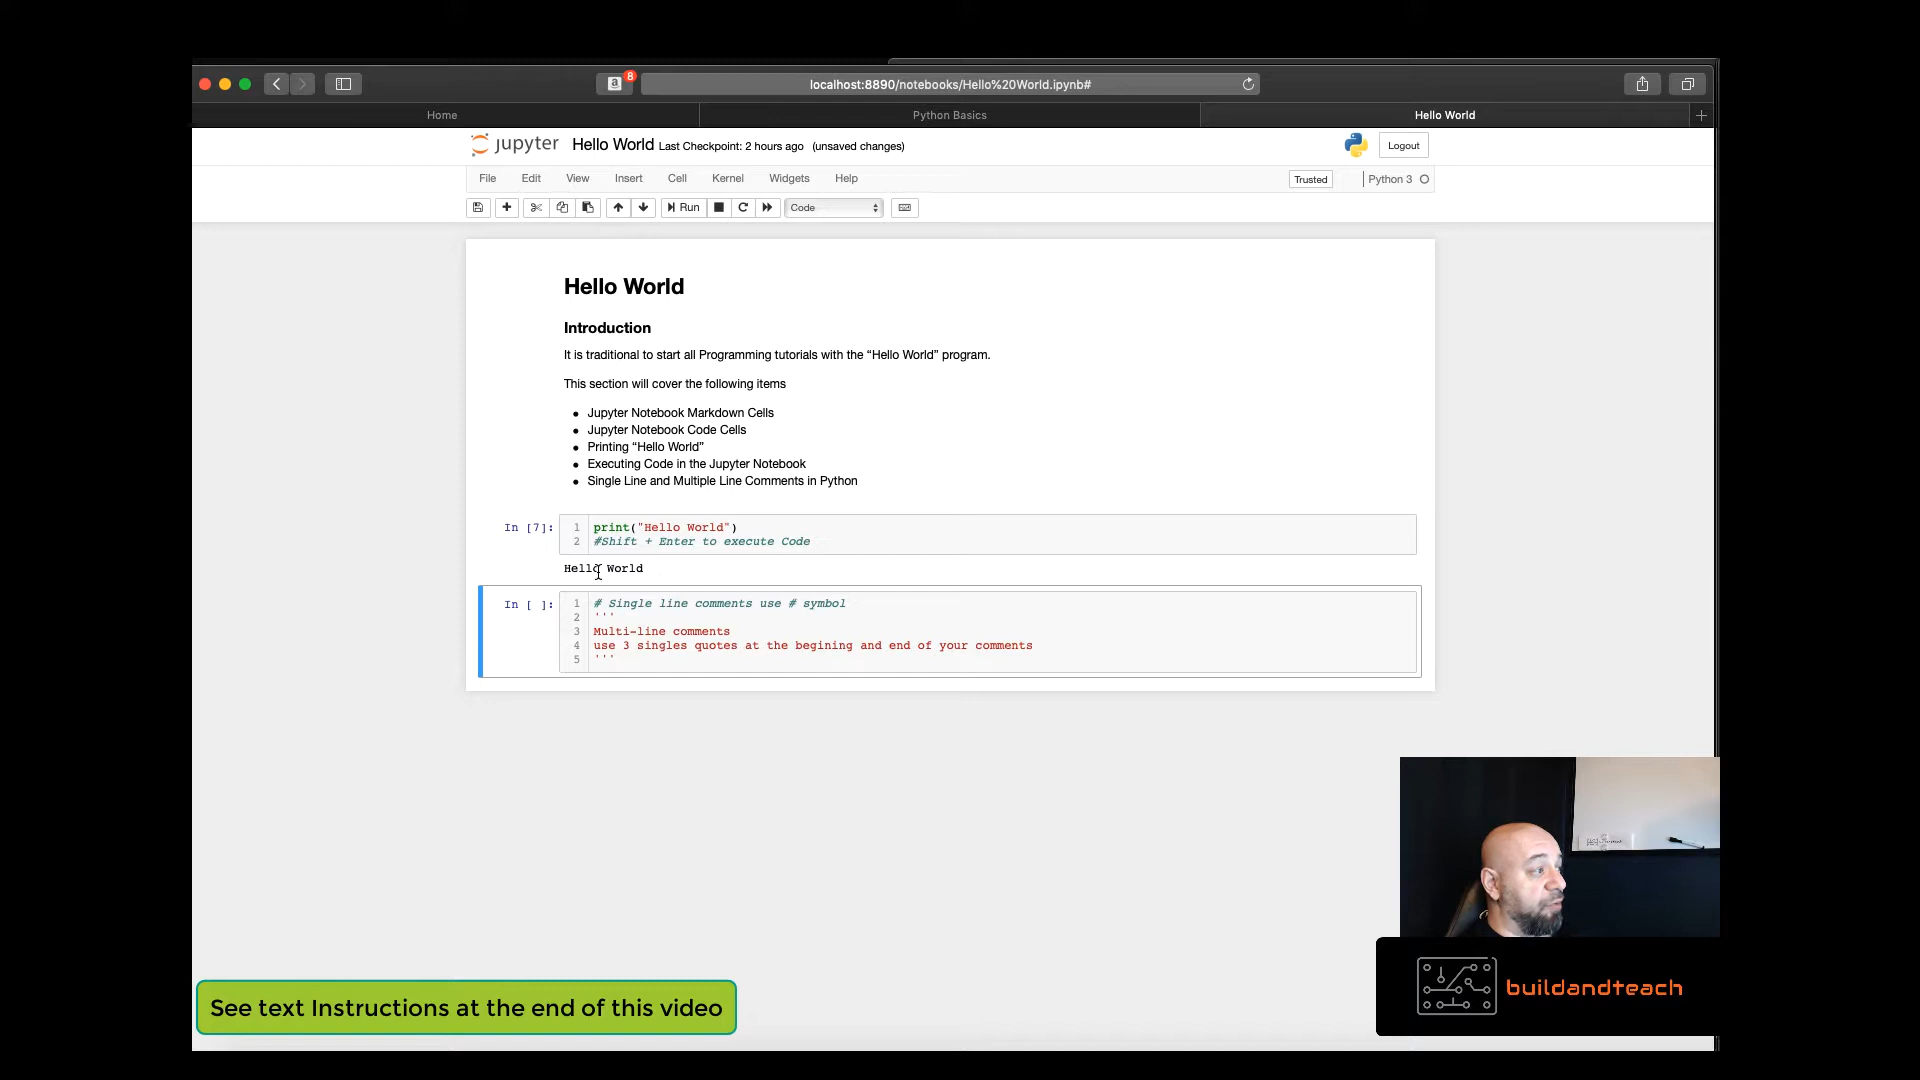 8
localhost:8890/notebooks/Hello%20World.ipynb#
Home
Python Basics
Hello World
jupyter Hello World Last Checkpoint: 2 hours ago (unsaved changes)
Logout
File Edit View Insert Cell Kernel Widgets Help
Trusted
Python 3
Run
Code
Hello World
Introduction
It is traditional to start all Programming tutorials with the “Hello World” program.
This section will cover the following items
Jupyter Notebook Markdown Cells
Jupyter Notebook Code Cells
Printing “Hello World”
Executing Code in the Jupyter Notebook
Single Line and Multiple Line Comments in Python
In [7]:
1 print("Hello World")
2 #Shift + Enter to execute Code
Hello World
In [ ]:
1 # Single line comments use # symbol
2 '''
3 Multi-line comments
4 use 3 singles quotes at the begining and end of your comments
5 '''
buildandteach
See text Instructions at the end of this video